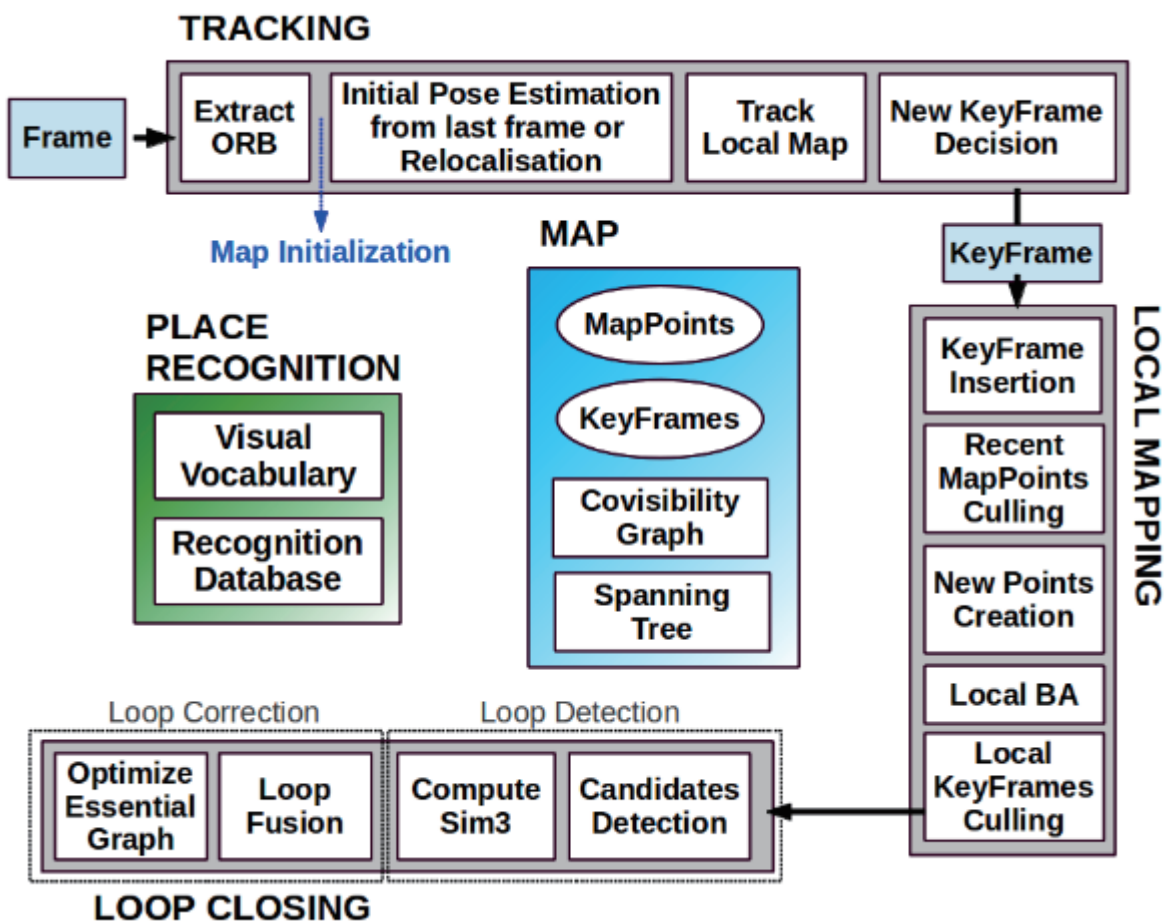 TRACKING
Frame
Extract
ORB
Initial Pose Estimation
from last frame or
Relocalisation
Track
Local Map
New KeyFrame
Decision
Map Initialization
MAP
KeyFrame
PLACE
RECOGNITION
Visual
Vocabulary
Recognition
Database
MapPoints
KeyFrames
Covisibility
Graph
Spanning
Tree
LOCAL MAPPING
KeyFrame
Insertion
Recent
MapPoints
Culling
New Points
Creation
Local BA
Local
KeyFrames
Culling
Loop Correction
Loop Detection
Optimize
Essential
Graph
Loop
Fusion
Compute
Sim3
Candidates
Detection
LOOP CLOSING